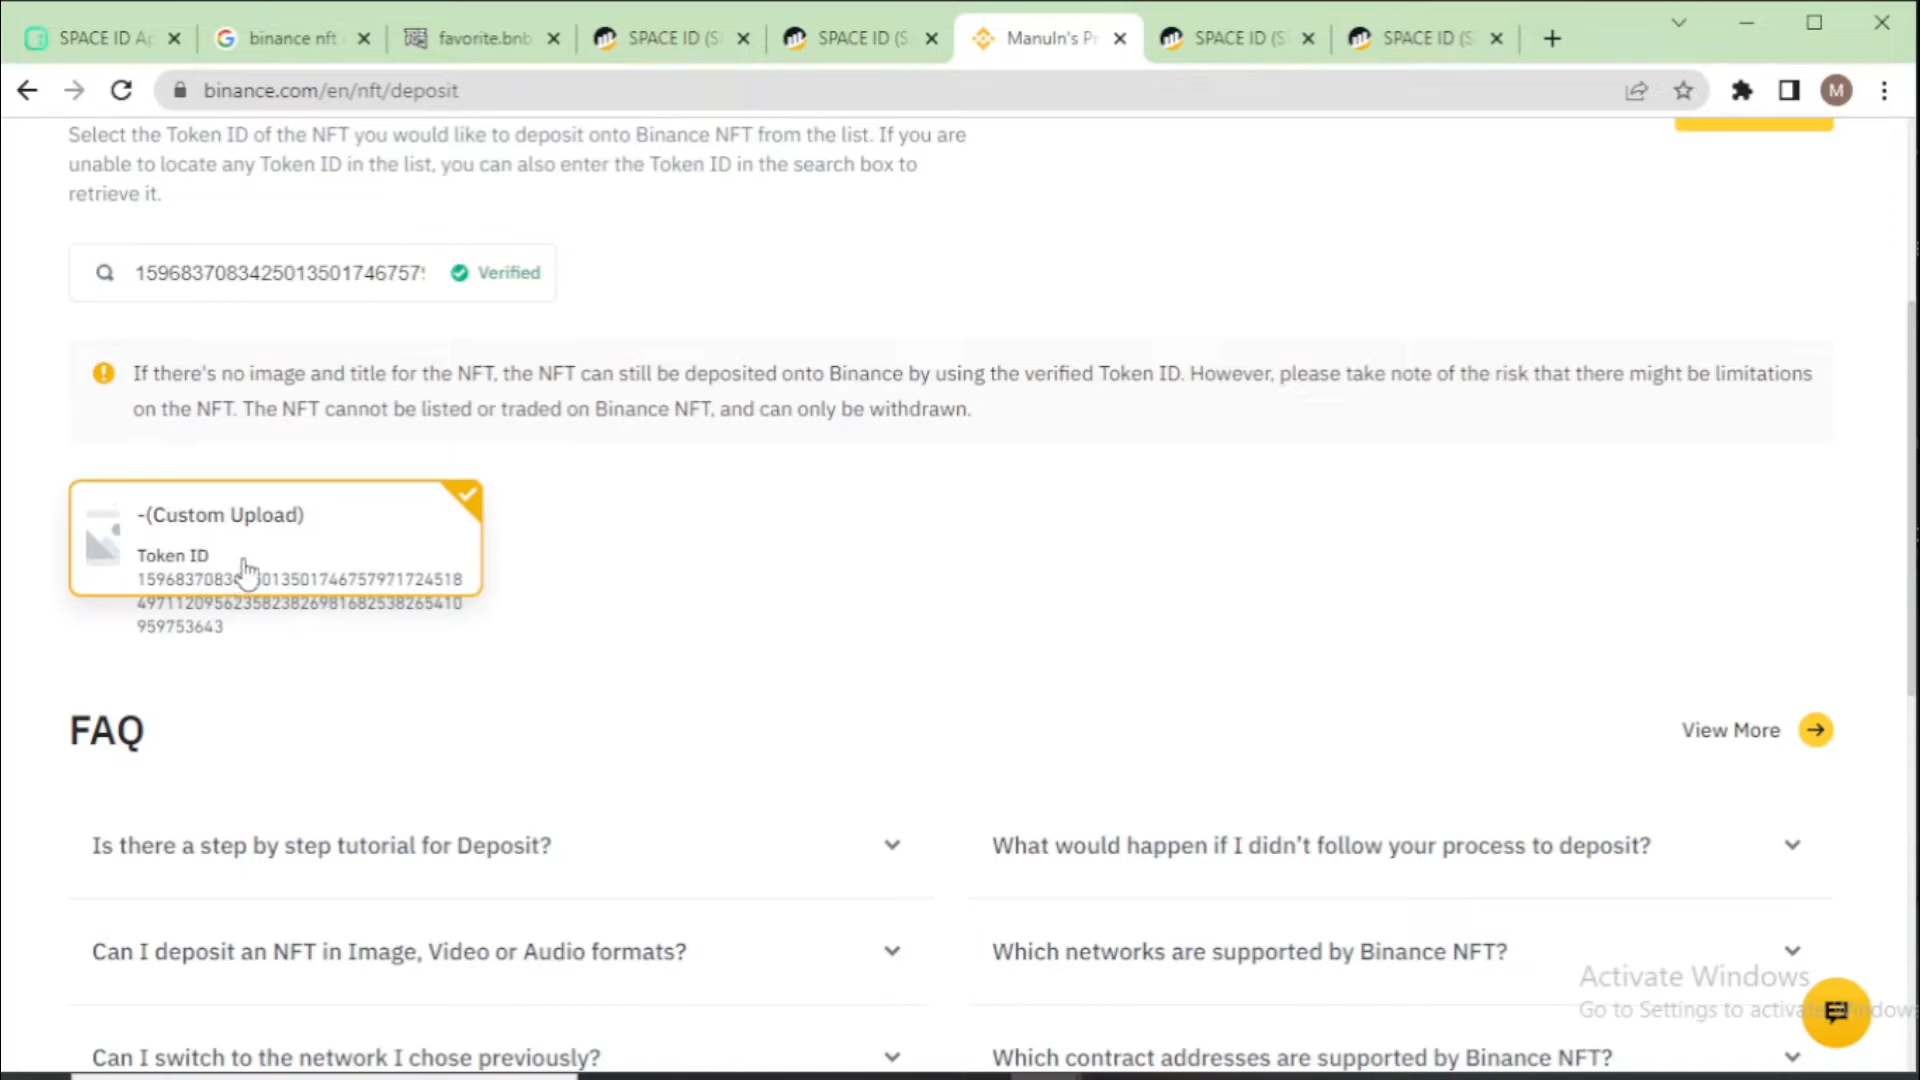 SPACE ID
binance nft
favorite.bnb
SPACE ID
SPACE ID
Manuln's
SPACE ID
SPACE ID
binance.com/en/nft/deposit
M
Select the Token ID of the NFT you would like to deposit onto Binance NFT from the list. If you are
unable to locate any Token ID in the list, you can also enter the Token ID in the search box to
retrieve it.
Verified
If there's no image and title for the NFT, the NFT can still be deposited onto Binance by using the verified Token ID. However, please take note of the risk that there might be limitations
on the NFT. The NFT cannot be listed or traded on Binance NFT, and can only be withdrawn.
-(Custom Upload)
Token ID
4971120956235823826981682538265410
959753643
FAQ
View More
Is there a step by step tutorial for Deposit?
What would happen if I didn't follow your process to deposit?
Can I deposit an NFT in Image, Video or Audio formats?
Which networks are supported by Binance NFT?
Activate Windows
Go to Settings to activate Windows
Can I switch to the network I chose previously?
Which contract addresses are supported by Binance NFT?